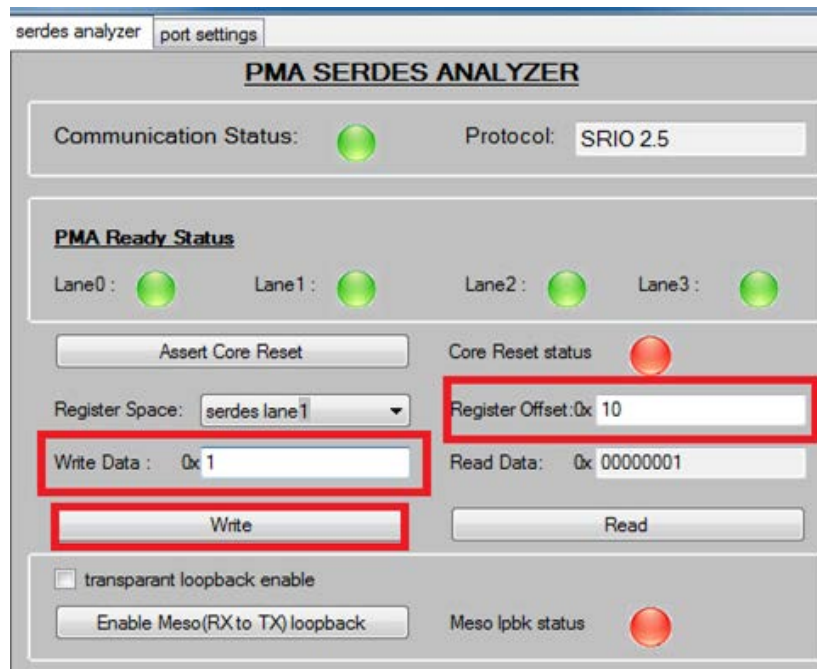 serdes analyzer port settings
PMA SERDES ANALYZER
Communication Status: Protocol: SRIO 2.5
PMA Ready Status
Lane0 : Lane1 : Lane2 : Lane3 :
Assert Core Reset Core Reset status
Register Space: serdes lane1 Register Offset:0x 10
Write Data : 0x 1 Read Data: 0x 00000001
Write Read
transparant loopback enable
Enable Meso(RX to TX) loopback Meso lpbk status